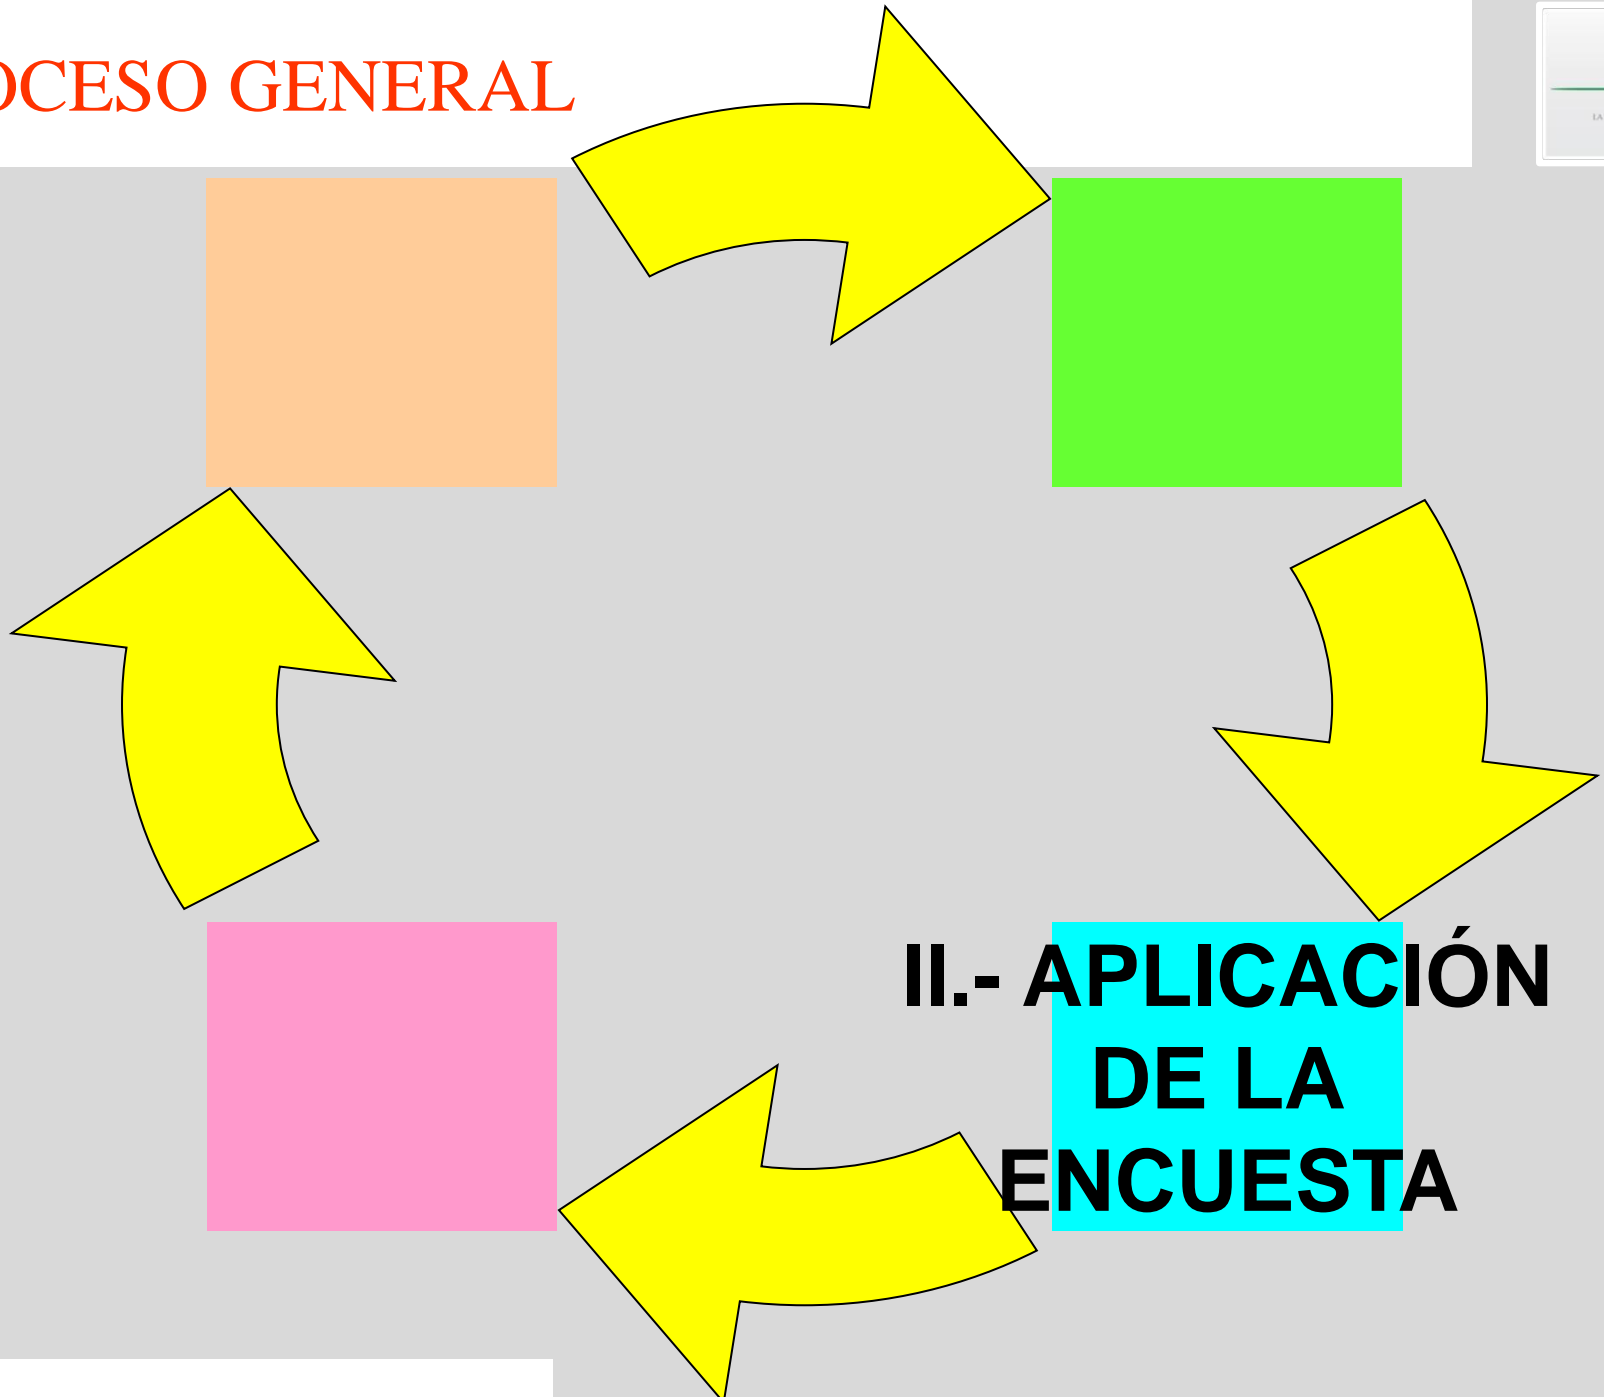 OCESO GENERAL
II.- APLICACIÓN
DE LA
ENCUESTA